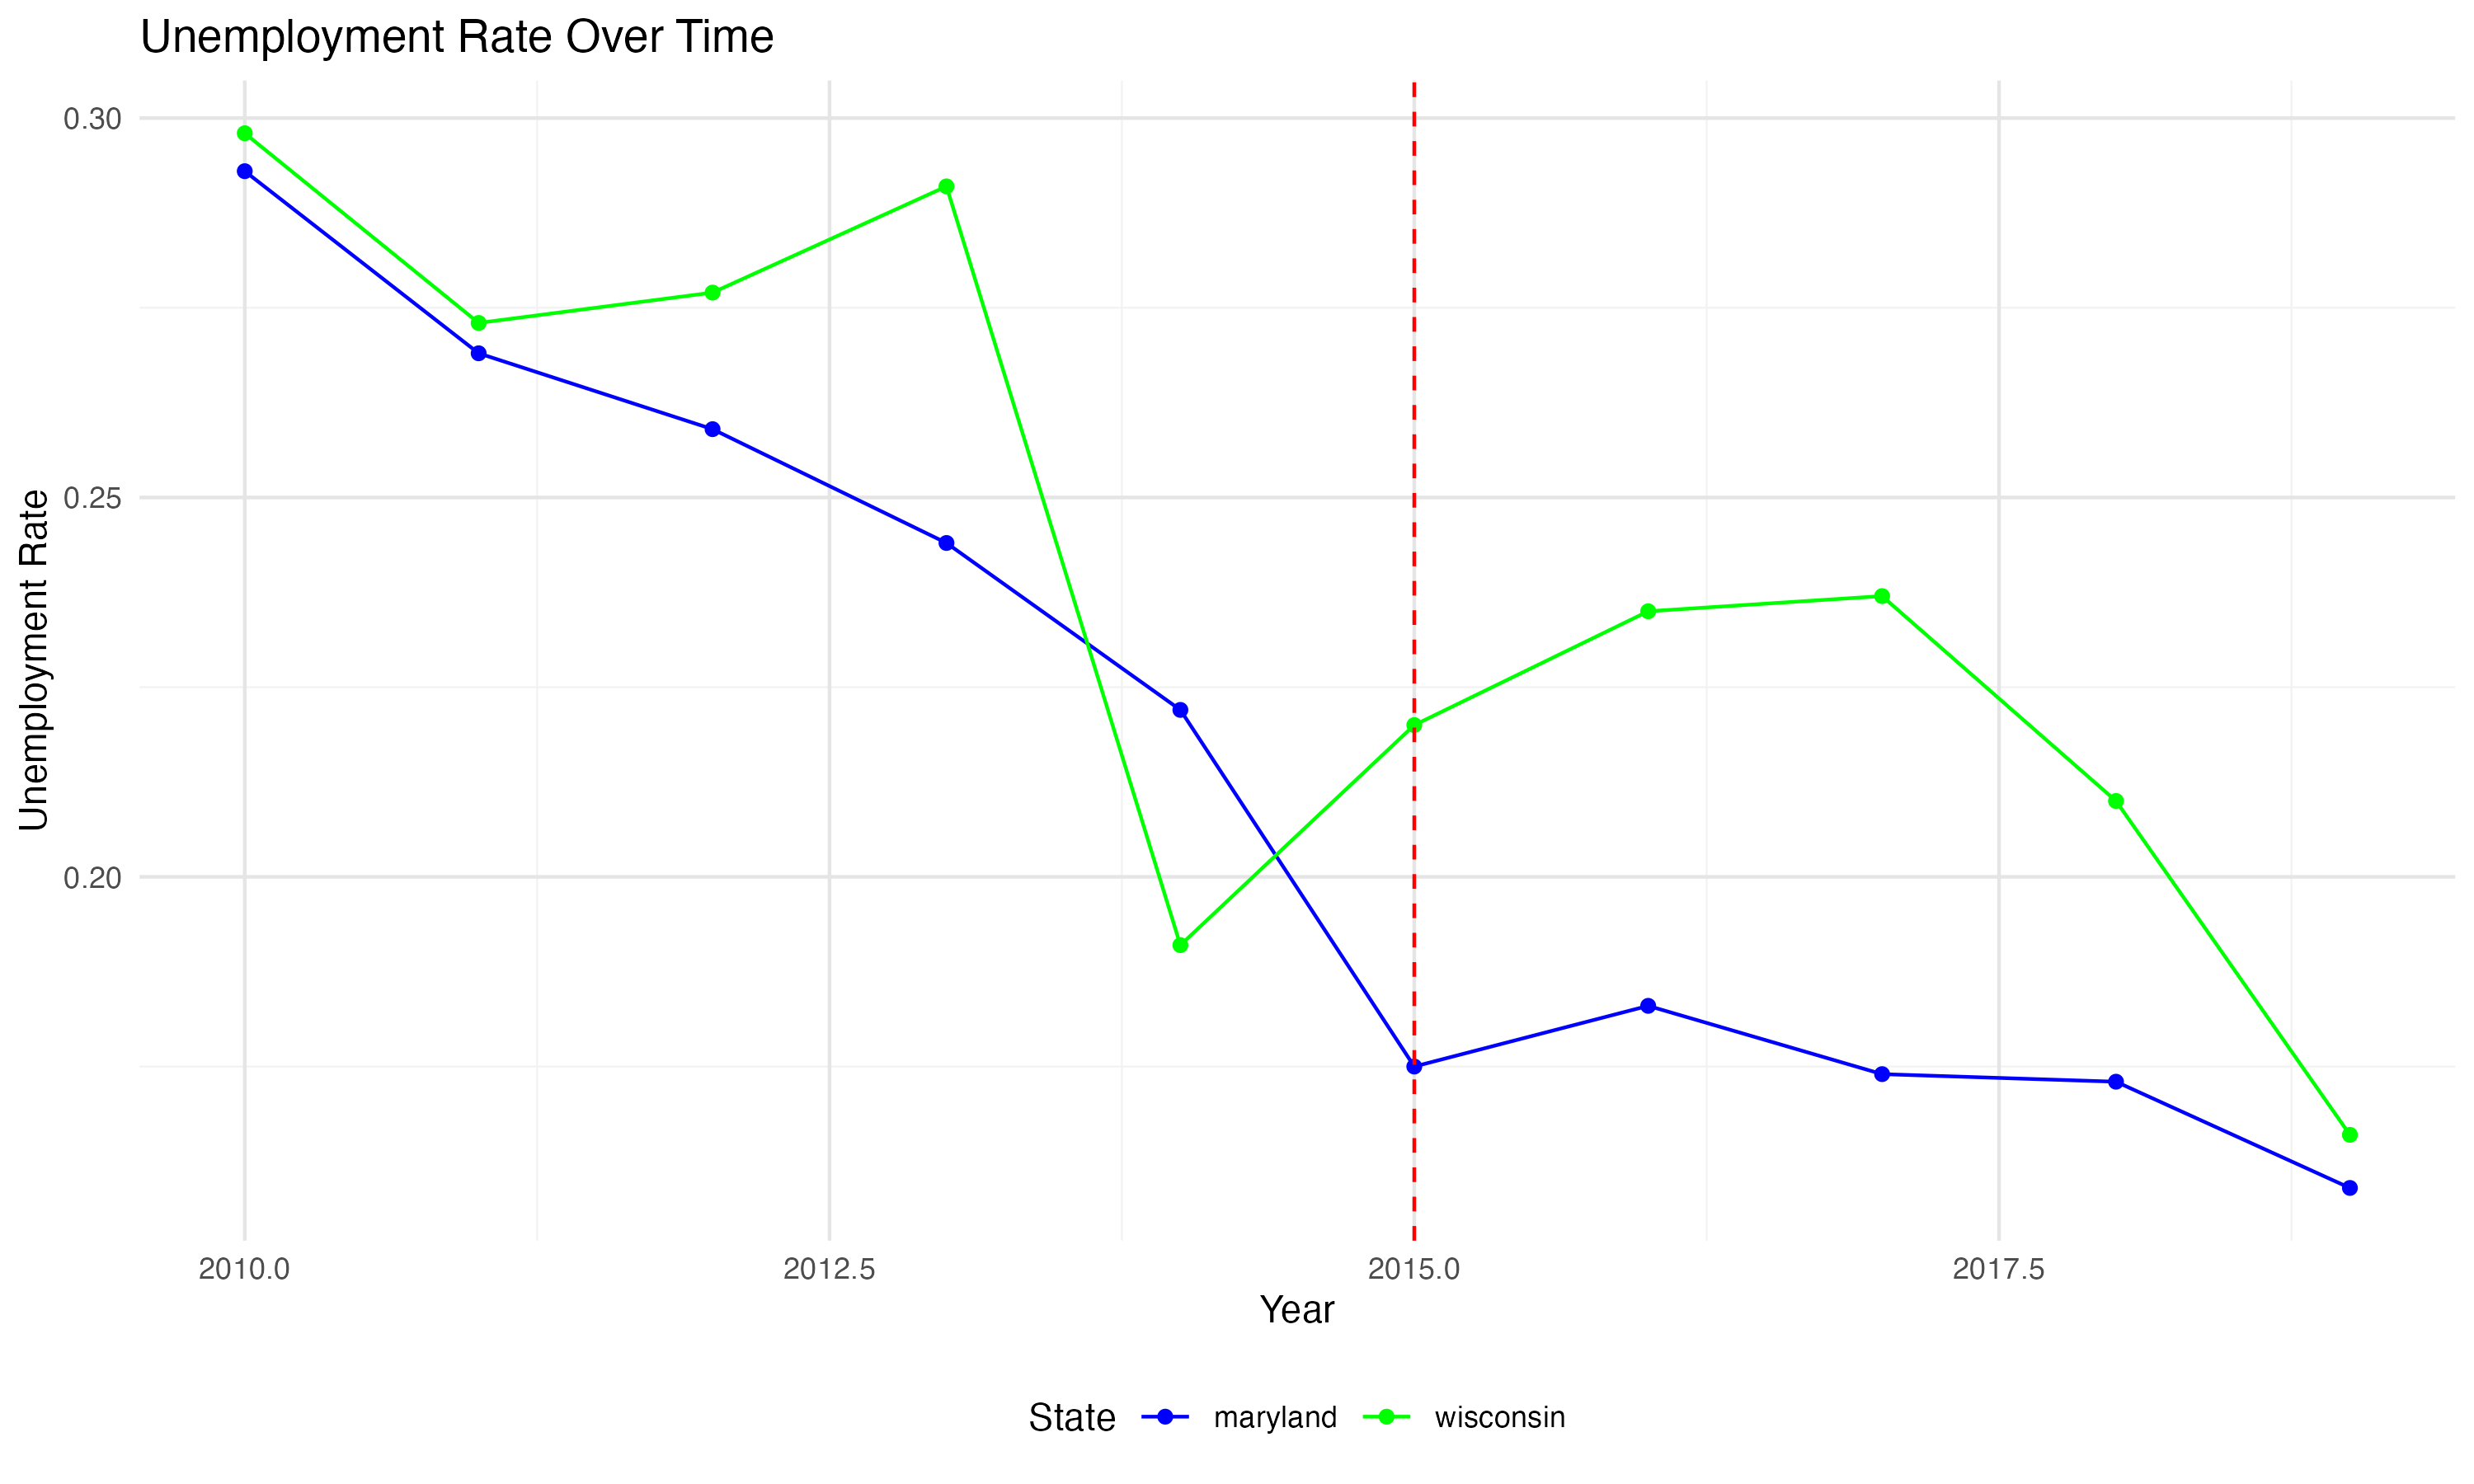 Unemployment Rate Over Time
Unemployment Rate
0.30
0.25
0.20
2010.0
2012.5
2015.0
2017.5
Year
State maryland wisconsin